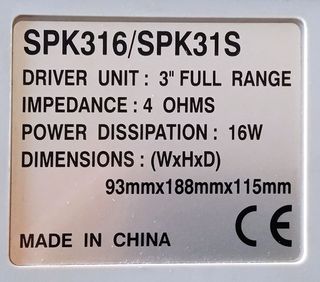 SPK316/SPK31S
DRIVER UNIT : 3" FULL RANGE
IMPEDANCE : 4 OHMS
POWER DISSIPATION : 16W
DIMENSIONS : (WxHxD)
93mmx188mmx115mm
CE
MADE IN CHINA